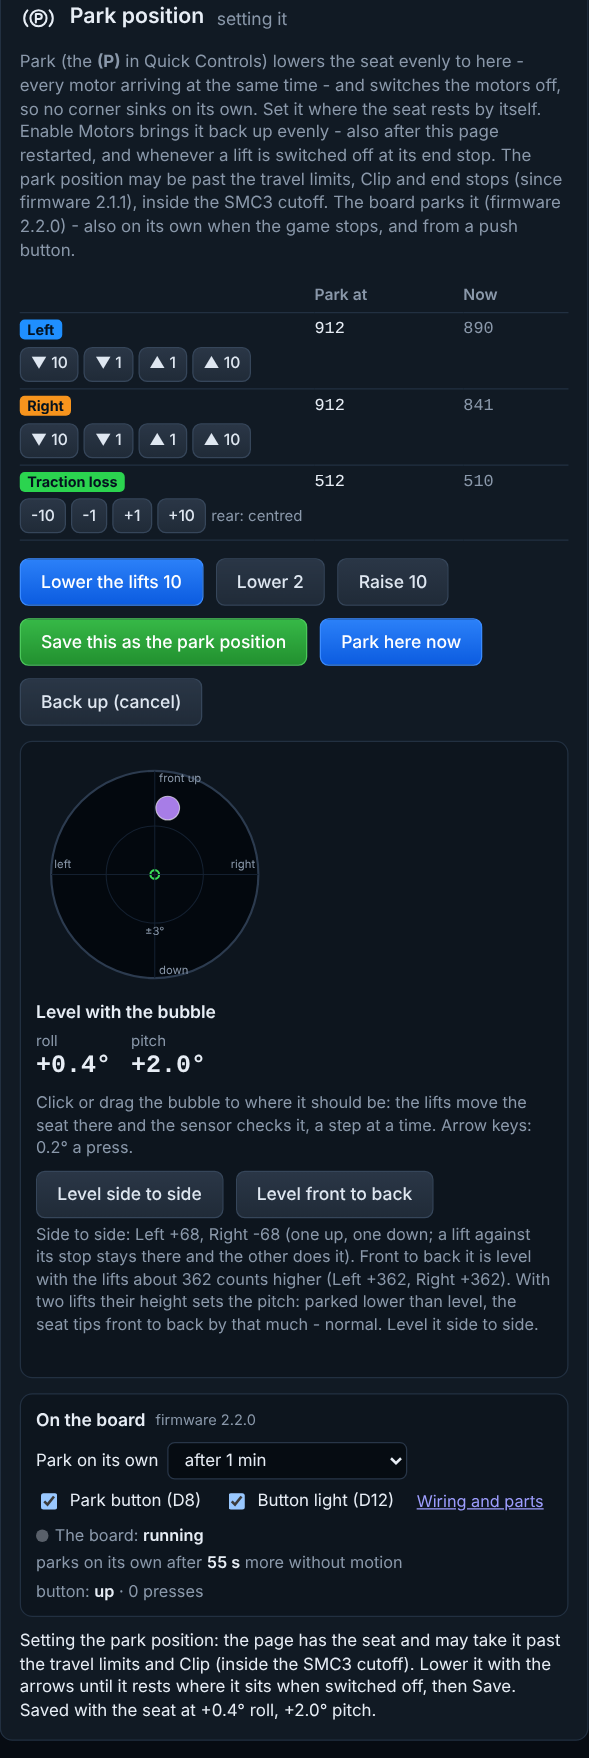 (P) Park position setting it
Park (the (P) in Quick Controls) lowers the seat evenly to here -
every motor arriving at the same time - and switches the motors off,
so no corner sinks on its own. Set it where the seat rests by itself.
Enable Motors brings it back up evenly - also after this page
restarted, and whenever a lift is switched off at its end stop. The
park position may be past the travel limits, Clip and end stops (since
firmware 2.1.1), inside the SMC3 cutoff. The board parks it (firmware
2.2.0) - also on its own when the game stops, and from a push
button.
Park at Now
Left 912 890
▼ 10 ▼ 1 ▲ 1 ▲ 10
Right 912 841
▼ 10 ▼ 1 ▲ 1 ▲ 10
Traction loss 512 510
-10 -1 +1 +10 rear: centred
Lower the lifts 10 Lower 2 Raise 10
Save this as the park position Park here now
Back up (cancel)
front up
left right
±3°
down
Level with the bubble
roll pitch
+0.4° +2.0°
Click or drag the bubble to where it should be: the lifts move the
seat there and the sensor checks it, a step at a time. Arrow keys:
0.2° a press.
Level side to side Level front to back
Side to side: Left +68, Right -68 (one up, one down; a lift against
its stop stays there and the other does it). Front to back it is level
with the lifts about 362 counts higher (Left +362, Right +362). With
two lifts their height sets the pitch: parked lower than level, the
seat tips front to back by that much - normal. Level it side to side.
On the board firmware 2.2.0
Park on its own after 1 min
Park button (D8) Button light (D12) Wiring and parts
The board: running
parks on its own after 55 s more without motion
button: up · 0 presses
Setting the park position: the page has the seat and may take it past
the travel limits and Clip (inside the SMC3 cutoff). Lower it with the
arrows until it rests where it sits when switched off, then Save.
Saved with the seat at +0.4° roll, +2.0° pitch.